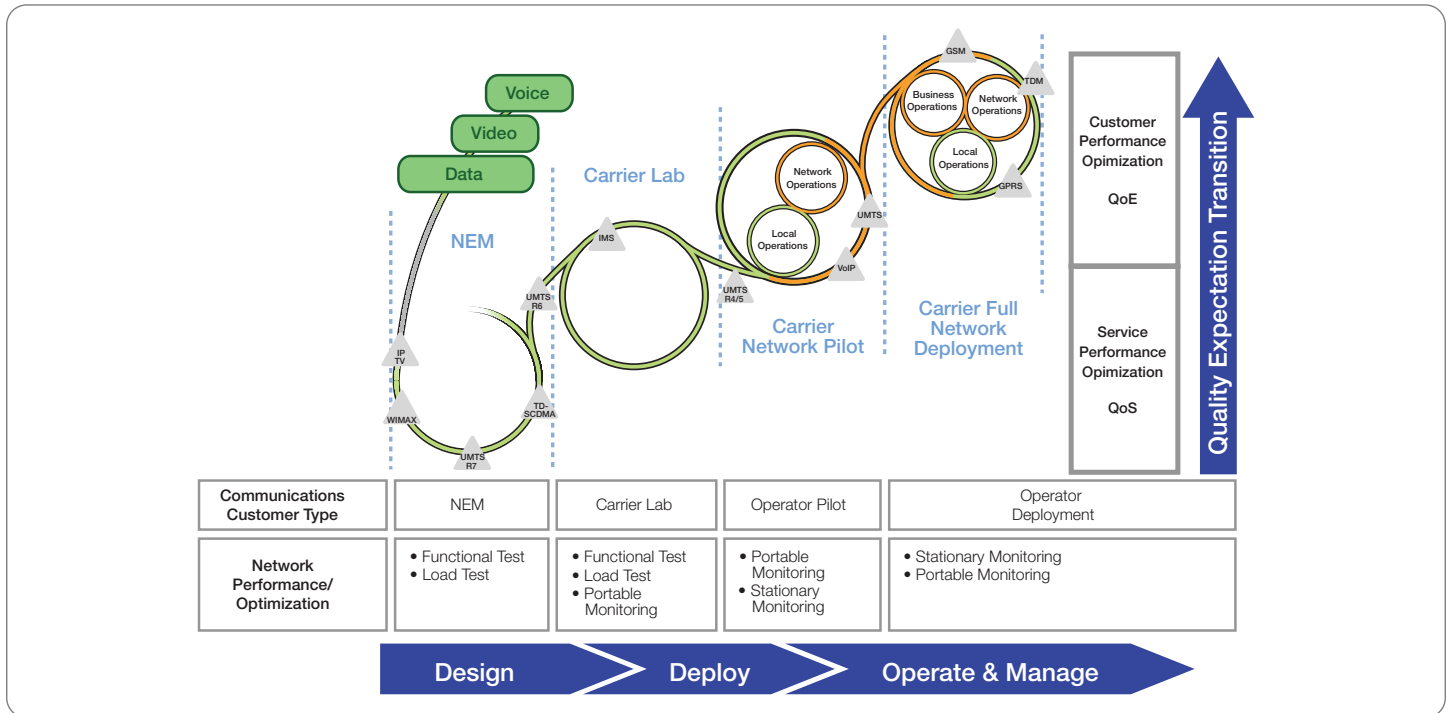 Voice
Video
Data
NEM
IP
TV
WIMAX
UMTS
R7
TD-
SCDMA
UMTS
R6
Carrier Lab
IMS
UMTS
R4/5
Network
Operations
Local
Operations
UMTS
VoIP
Carrier
Network Pilot
GSM
TDM
Business
Operations
Network
Operations
Local
Operations
GPRS
Carrier Full
Network
Deployment
Customer
Performance
Opimization
QoE
Service
Performance
Opimization
QoS
Quality Expectation Transition
Communications
Customer Type
NEM
Carrier Lab
Operator Pilot
Operator
Deployment
Network
Performance/
Optimization
• Functional Test
• Load Test
• Functional Test
• Load Test
• Portable
Monitoring
• Portable
Monitoring
• Stationary
Monitoring
• Stationary Monitoring
• Portable Monitoring
Design
Deploy
Operate & Manage